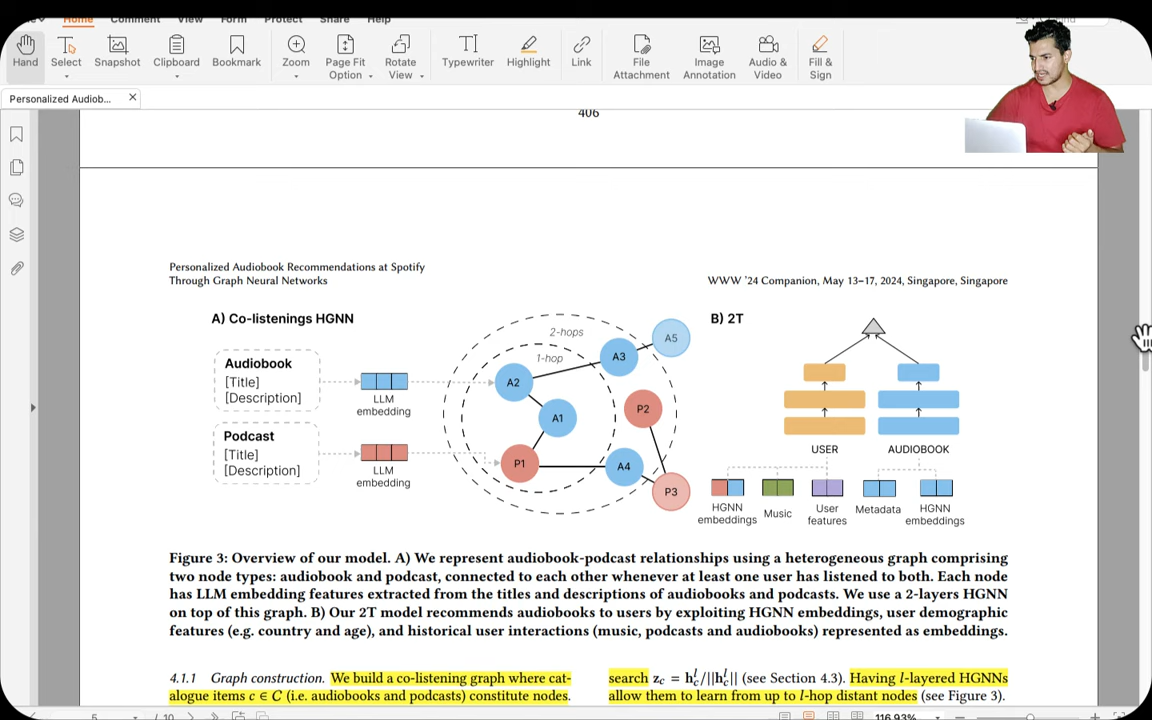 Home Comment View Form Protect Share Help
Hand Select Snapshot Clipboard Bookmark Zoom Page Fit Option Rotate View Typewriter Highlight Link File Attachment Image Annotation Audio & Video Fill & Sign
Personalized Audiob... ×
406
Personalized Audiobook Recommendations at Spotify
Through Graph Neural Networks
WWW '24 Companion, May 13–17, 2024, Singapore, Singapore
A) Co-listenings HGNN
Audiobook
[Title]
[Description]
LLM
embedding
Podcast
[Title]
[Description]
LLM
embedding
2-hops
1-hop
A5
A3
A2
P2
A1
P1
A4
P3
B) 2T
USER
AUDIOBOOK
HGNN
embeddings
Music
User
features
Metadata
HGNN
embeddings
Figure 3: Overview of our model. A) We represent audiobook-podcast relationships using a heterogeneous graph comprising
two node types: audiobook and podcast, connected to each other whenever at least one user has listened to both. Each node
has LLM embedding features extracted from the titles and descriptions of audiobooks and podcasts. We use a 2-layers HGNN
on top of this graph. B) Our 2T model recommends audiobooks to users by exploiting HGNN embeddings, user demographic
features (e.g. country and age), and historical user interactions (music, podcasts and audiobooks) represented as embeddings.
4.1.1 Graph construction. We build a co-listening graph where cat-
alogue items c ∈ C (i.e. audiobooks and podcasts) constitute nodes.
search z_c = h_c^l/||h_c^l|| (see Section 4.3). Having l-layered HGNNs
allow them to learn from up to l-hop distant nodes (see Figure 3).
5 / 10
116.93%